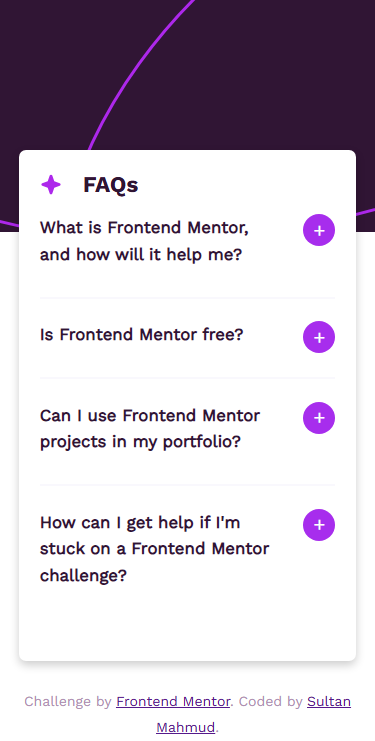 FAQs
What is Frontend Mentor,
and how will it help me?
Is Frontend Mentor free?
Can I use Frontend Mentor
projects in my portfolio?
How can I get help if I'm
stuck on a Frontend Mentor
challenge?
Challenge by Frontend Mentor. Coded by Sultan
Mahmud.